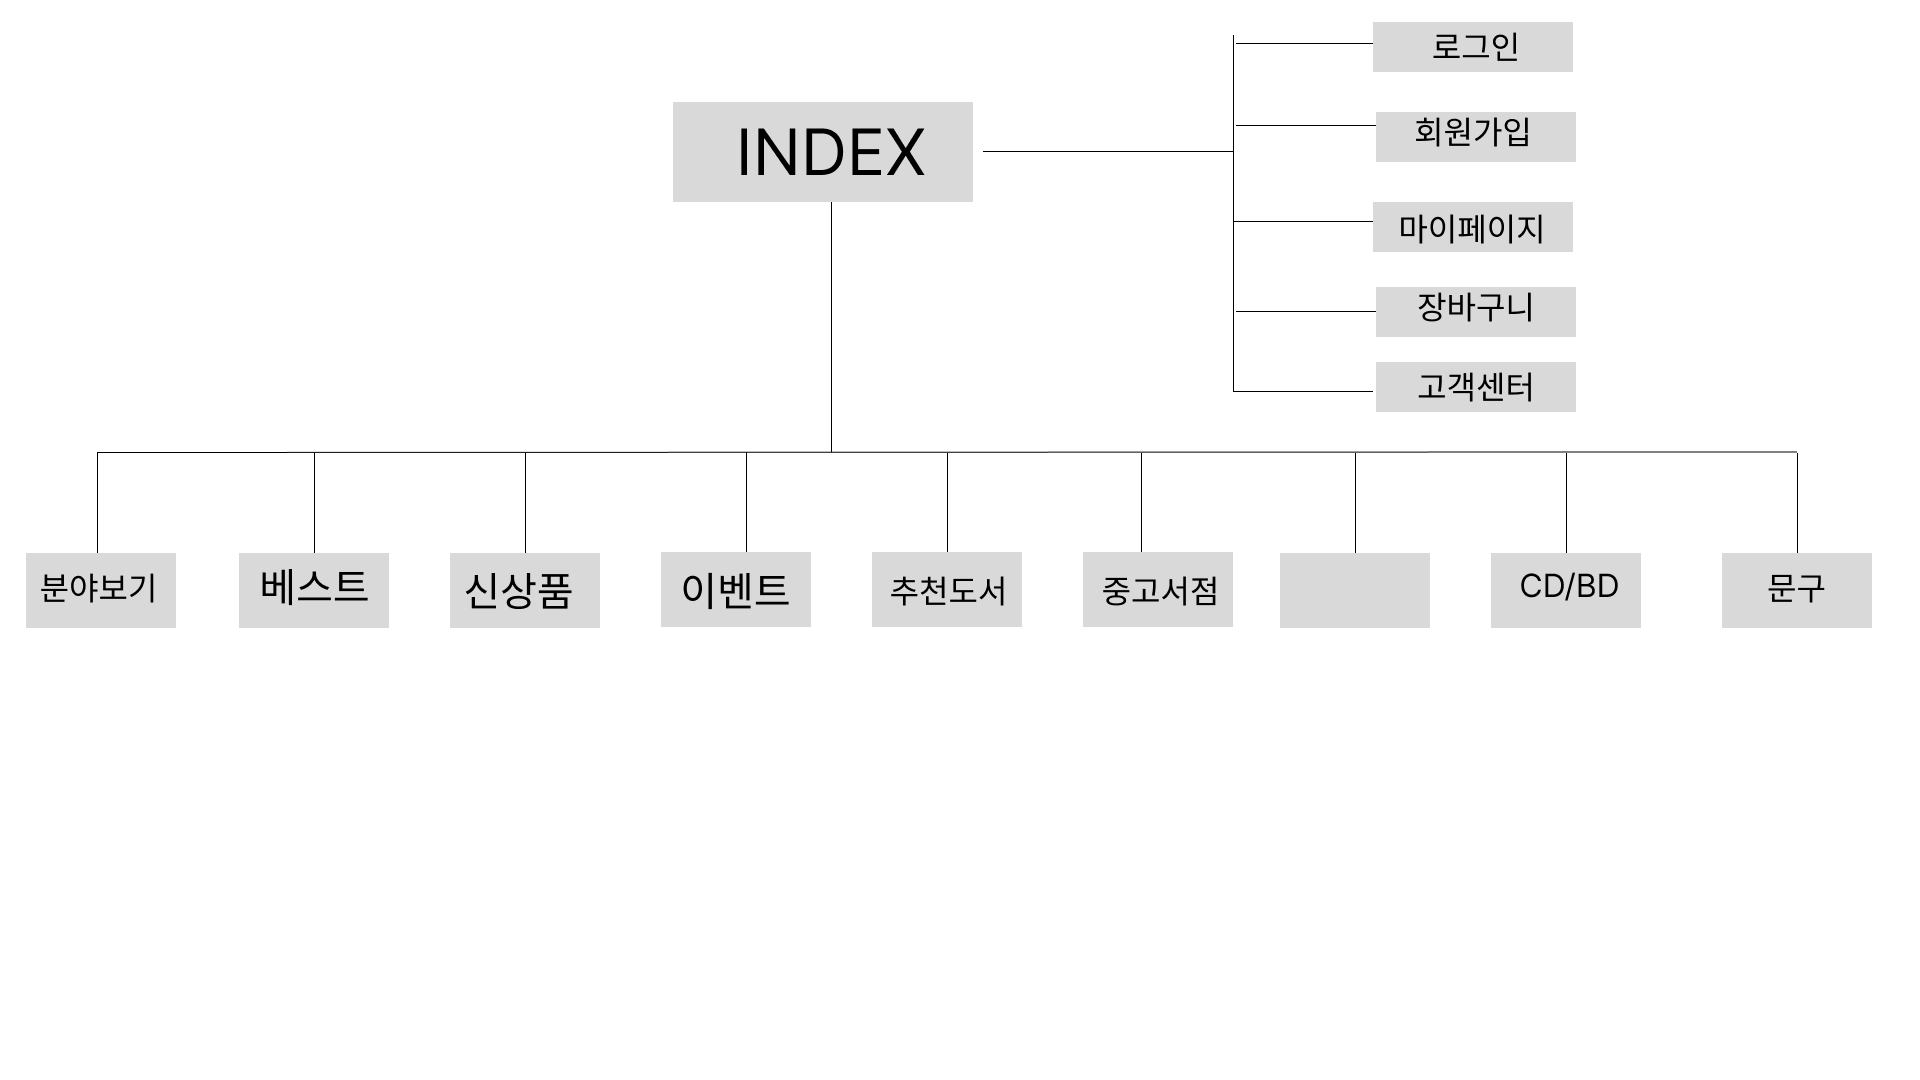 INDEX
로그인
회원가입
마이페이지
장바구니
고객센터
분야보기
베스트
신상품
이벤트
추천도서
중고서점
CD/BD
문구